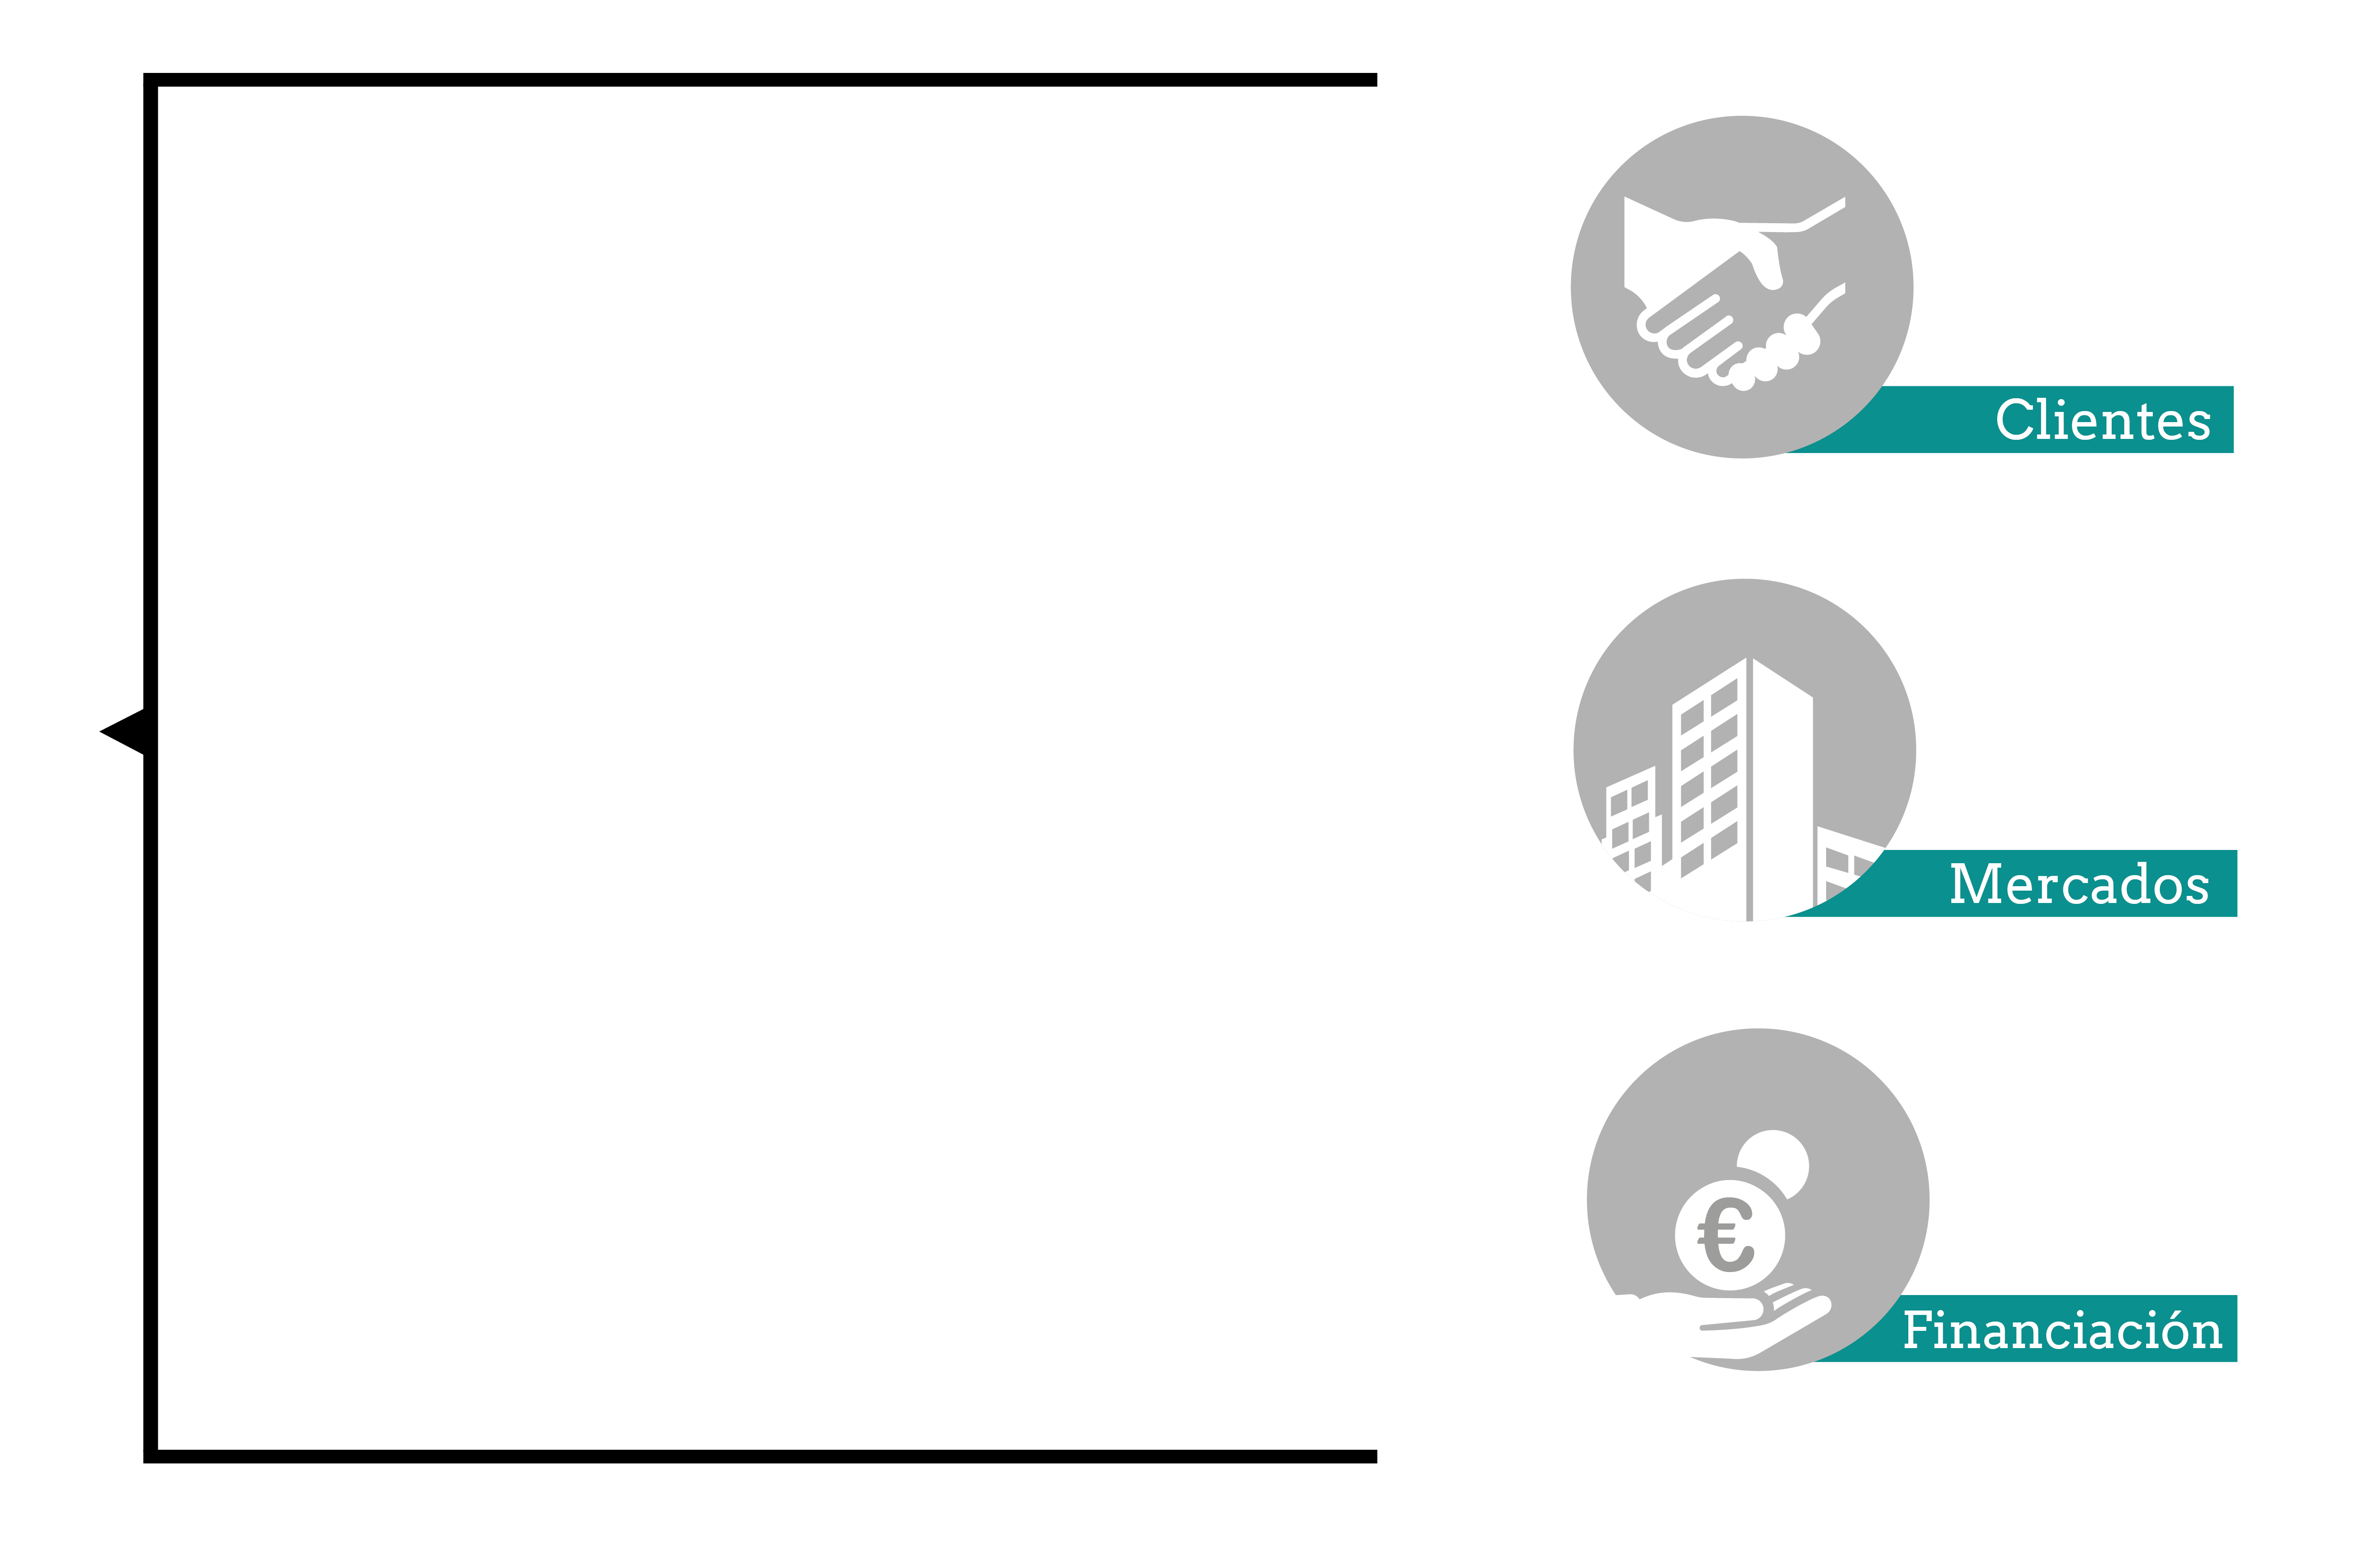 Clientes
Mercados
€
Financiación